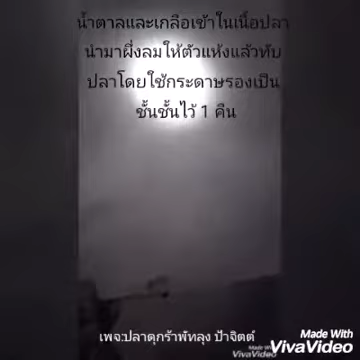 น้ำตาลและเกลือเข้าในเนื้อปลา
นำมาผึ่งลมให้ตัวแห้งแล้วทับ
ปลาโดยใช้กระดาษรองเป็น
ชั้นชั้นไว้ 1 คืน
เพจ:ปลาดุกร้าพัทลุง ป้าจิตต์
Made With
VivaVideo
Made With
VivaVideo